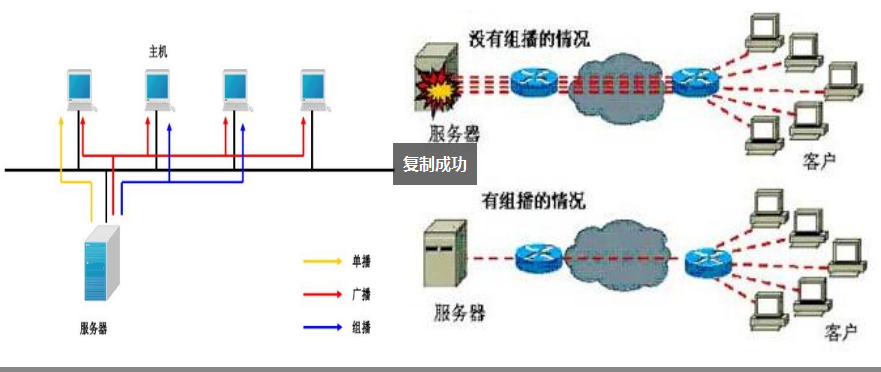 主机
服务器
单播
广播
组播
没有组播的情况
服务器
客户
复制成功
有组播的情况
服务器
客户